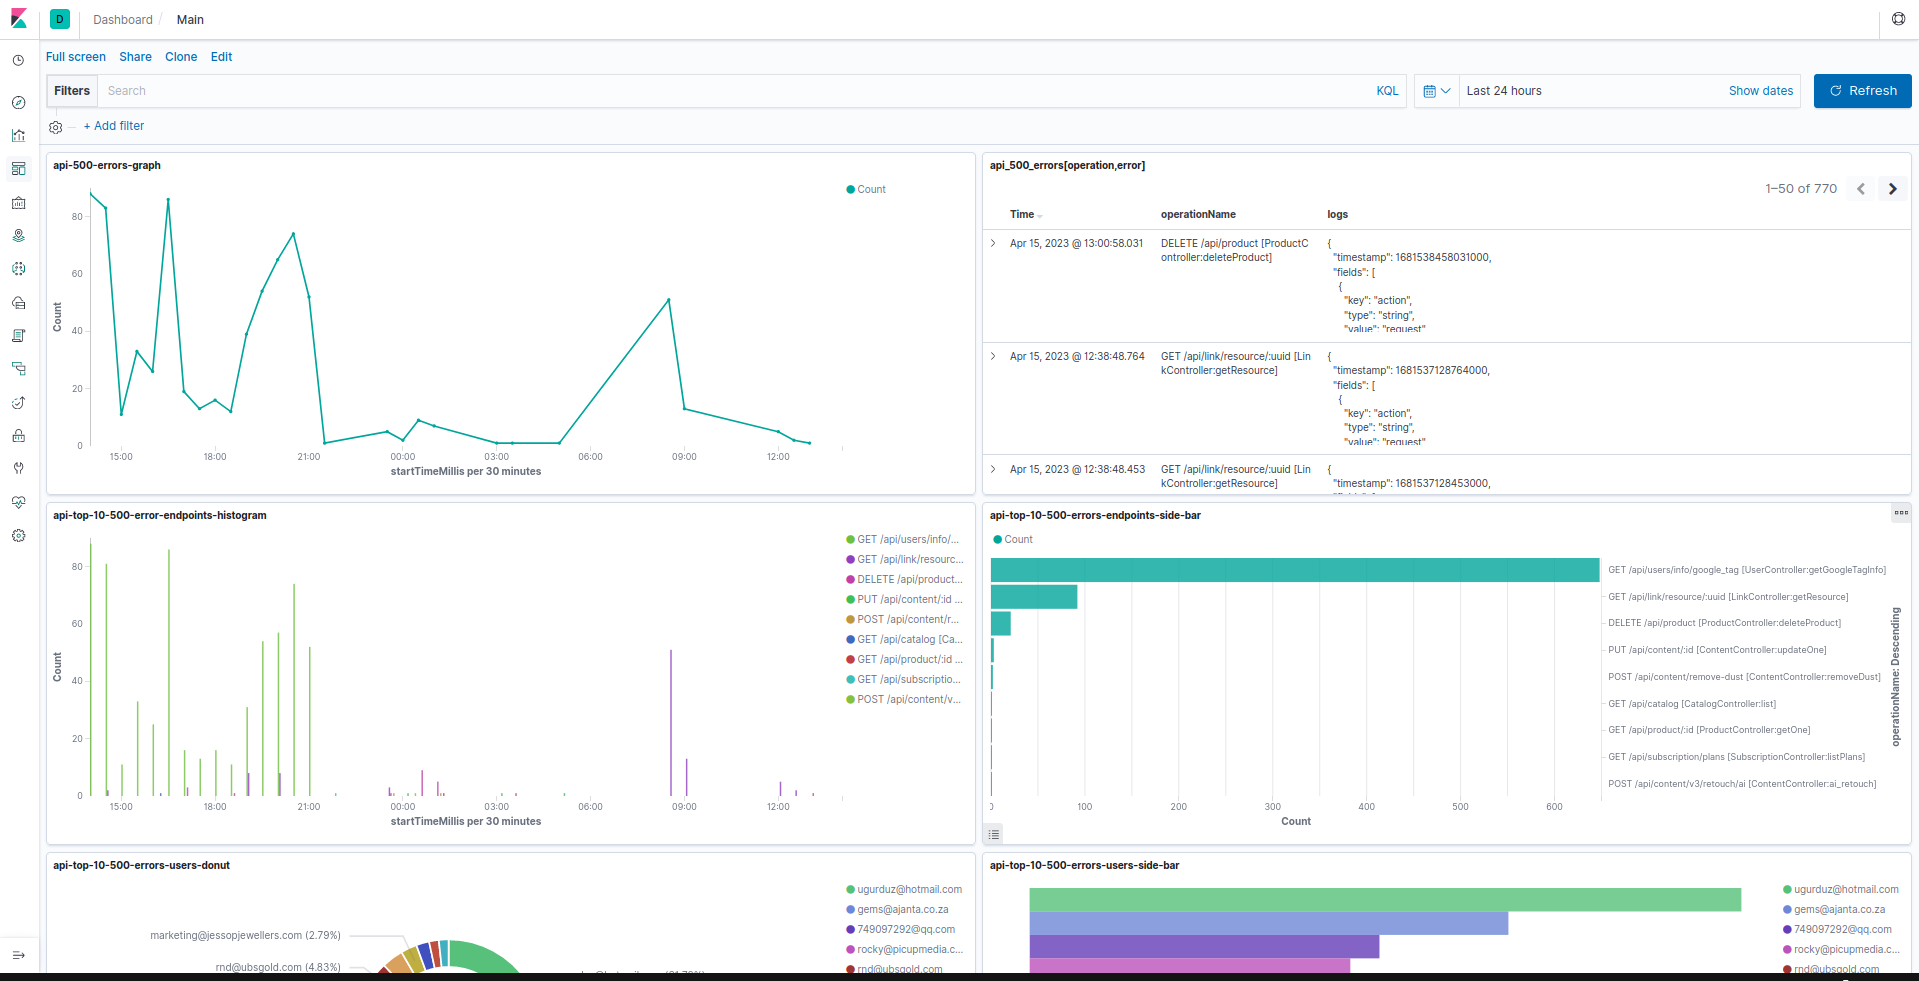 D Dashboard / Main
Full screen Share Clone Edit
Filters Search KQL Last 24 hours Show dates Refresh
+ Add filter
api-500-errors-graph
Count
80
60
40
20
0
Count
15:00 18:00 21:00 00:00 03:00 06:00 09:00 12:00
startTimeMillis per 30 minutes
api_500_errors[operation,error]
1–50 of 770
Time operationName logs
Apr 15, 2023 @ 13:00:58.031 DELETE /api/product [ProductC {
ontroller:deleteProduct] "timestamp": 1681538458031000,
"fields": [
{
"key": "action",
"type": "string",
"value": "request"
Apr 15, 2023 @ 12:38:48.764 GET /api/link/resource/:uuid [Lin {
kController:getResource] "timestamp": 1681537128764000,
"fields": [
{
"key": "action",
"type": "string",
"value": "request"
Apr 15, 2023 @ 12:38:48.453 GET /api/link/resource/:uuid [Lin {
kController:getResource] "timestamp": 1681537128453000,
api-top-10-500-error-endpoints-histogram
GET /api/users/info/...
GET /api/link/resourc...
DELETE /api/product...
PUT /api/content/:id ...
POST /api/content/r...
GET /api/catalog [Ca...
GET /api/product/:id ...
GET /api/subscriptio...
POST /api/content/v...
80
60
40
20
0
Count
15:00 18:00 21:00 00:00 03:00 06:00 09:00 12:00
startTimeMillis per 30 minutes
api-top-10-500-errors-endpoints-side-bar
Count
GET /api/users/info/google_tag [UserController:getGoogleTagInfo]
GET /api/link/resource/:uuid [LinkController:getResource]
DELETE /api/product [ProductController:deleteProduct]
PUT /api/content/:id [ContentController:updateOne]
POST /api/content/remove-dust [ContentController:removeDust]
GET /api/catalog [CatalogController:list]
GET /api/product/:id [ProductController:getOne]
GET /api/subscription/plans [SubscriptionController:listPlans]
POST /api/content/v3/retouch/ai [ContentController:ai_retouch]
operationName: Descending
0 100 200 300 400 500 600
Count
api-top-10-500-errors-users-donut
ugurduz@hotmail.com
gems@ajanta.co.za
749097292@qq.com
rocky@picupmedia.c...
rnd@ubsgold.com
marketing@jessopjewellers.com (2.79%)
rnd@ubsgold.com (4.83%)
api-top-10-500-errors-users-side-bar
ugurduz@hotmail.com
gems@ajanta.co.za
749097292@qq.com
rocky@picupmedia.c...
rnd@ubsgold.com